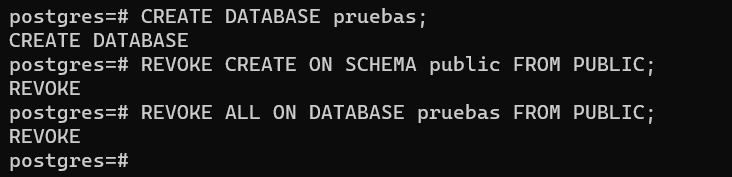 postgres=# CREATE DATABASE pruebas;
CREATE DATABASE
postgres=# REVOKE CREATE ON SCHEMA public FROM PUBLIC;
REVOKE
postgres=# REVOKE ALL ON DATABASE pruebas FROM PUBLIC;
REVOKE
postgres=#